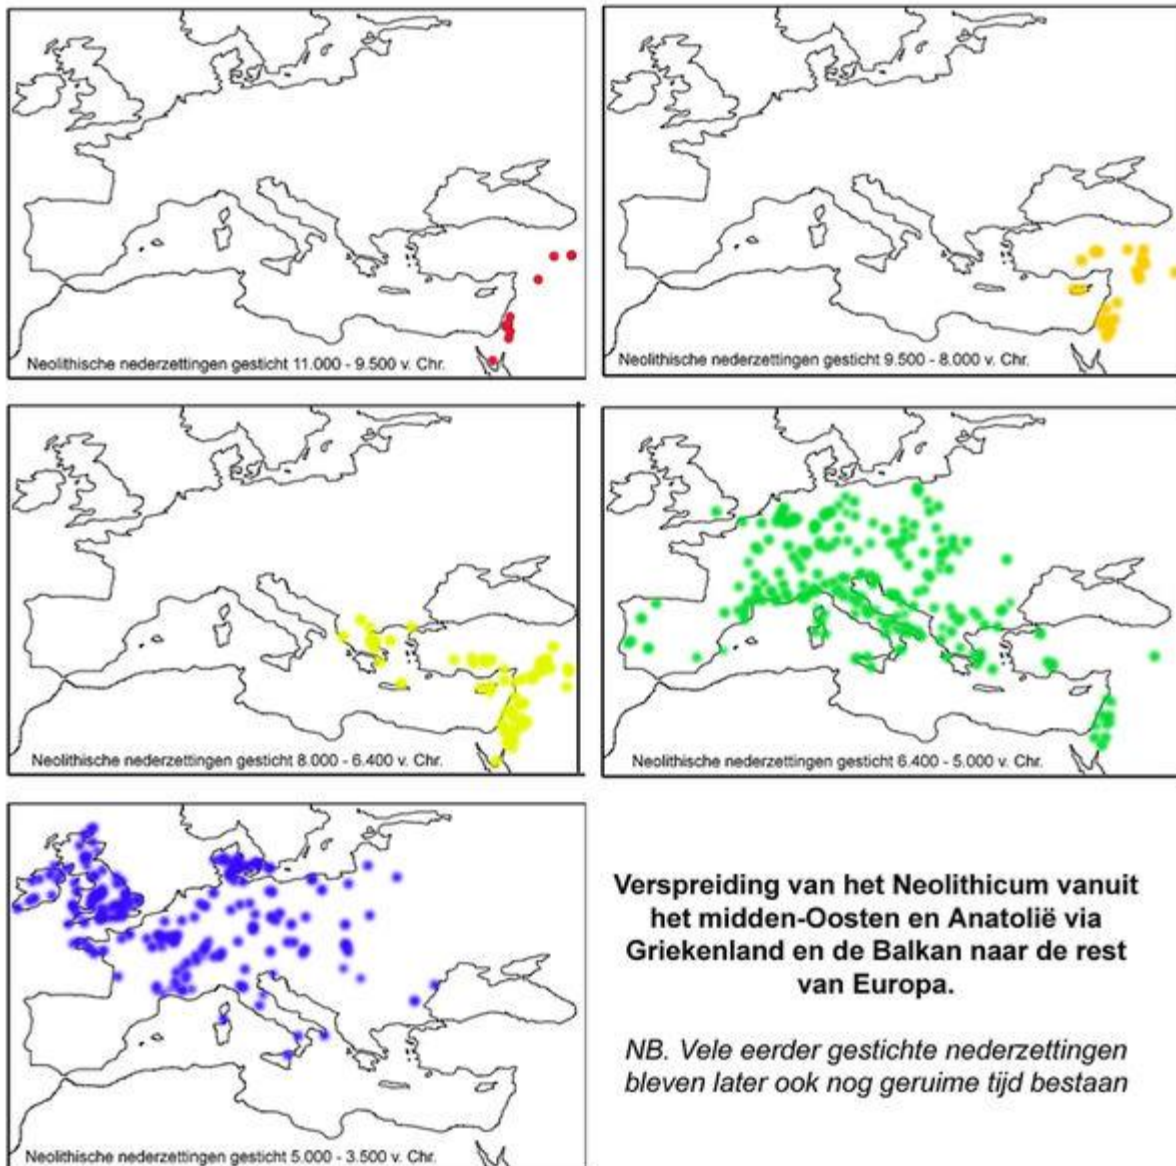 Neolithische nederzettingen gesticht 11.000 - 9.500 v. Chr.
Neolithische nederzettingen gesticht 9.500 - 8.000 v. Chr.
Neolithische nederzettingen gesticht 8.000 - 6.400 v. Chr.
Neolithische nederzettingen gesticht 6.400 - 5.000 v. Chr.
Neolithische nederzettingen gesticht 5.000 - 3.500 v. Chr.
Verspreiding van het Neolithicum vanuit
het midden-Oosten en Anatolië via
Griekenland en de Balkan naar de rest
van Europa.
NB. Vele eerder gestichte nederzettingen
bleven later ook nog geruime tijd bestaan